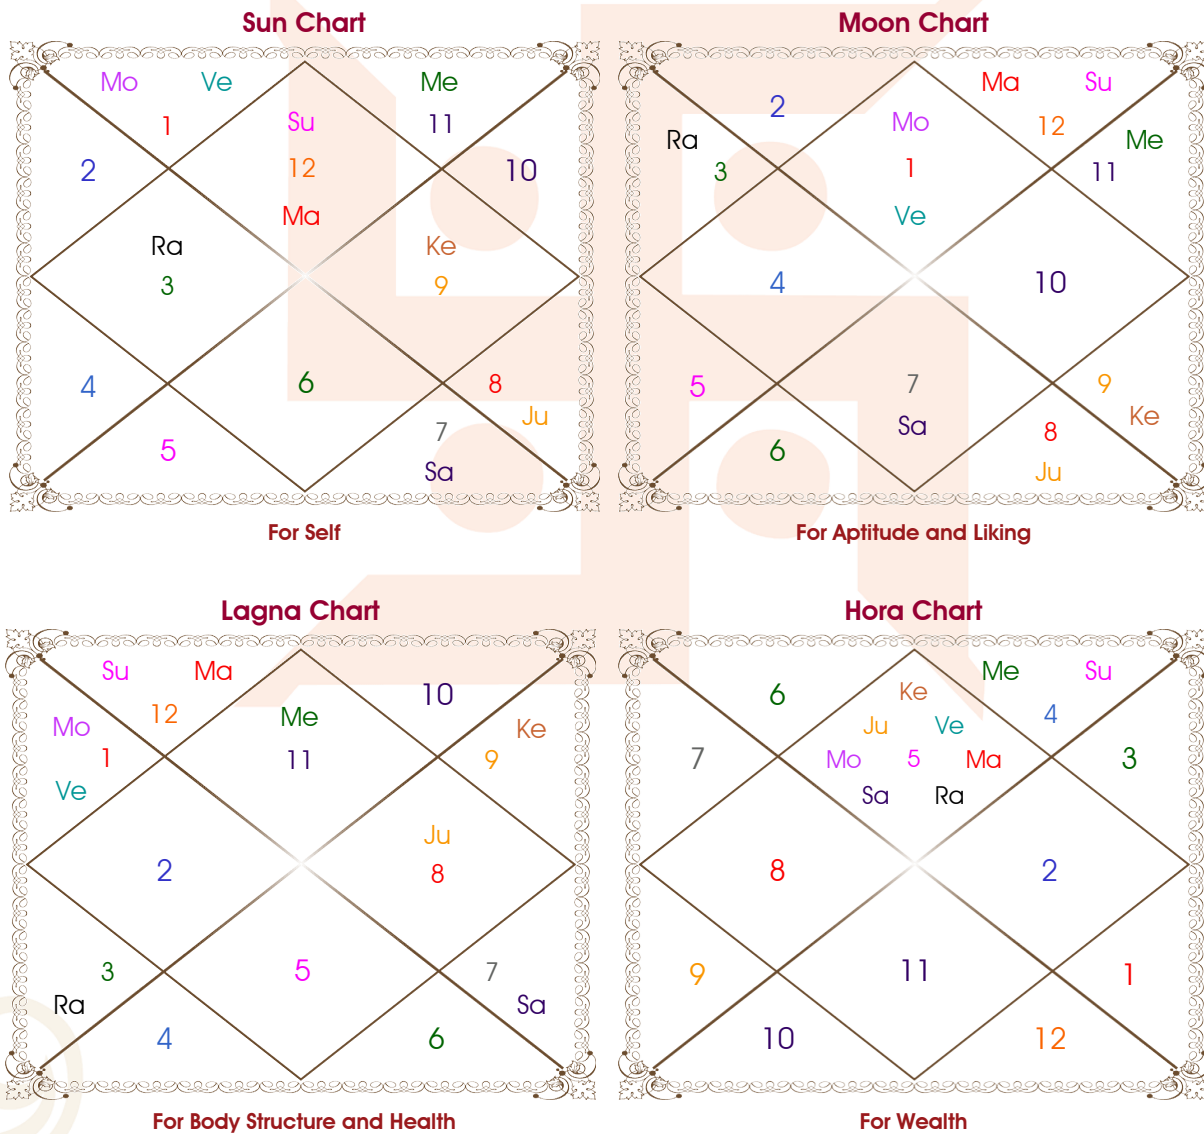 Sun Chart
Mo Ve
Me
1
Su
11
2
12
10
Ma
Ra
Ke
3
9
4
6
8
5
7
Ju
Sa
For Self
Moon Chart
Ma Su
2
Mo
12
Ra
Me
3
1
11
Ve
4
10
5
7
9
Sa
Ke
6
8
Ju
For Aptitude and Liking
Lagna Chart
Su Ma
10
12
Me
Mo
Ke
1
11
9
Ve
Ju
2
8
3
5
7
Ra
Sa
4
6
For Body Structure and Health
Hora Chart
Me Su
6
Ke
4
Ju Ve
7
Mo 5 Ma
3
Sa Ra
8
2
9
11
1
10
12
For Wealth